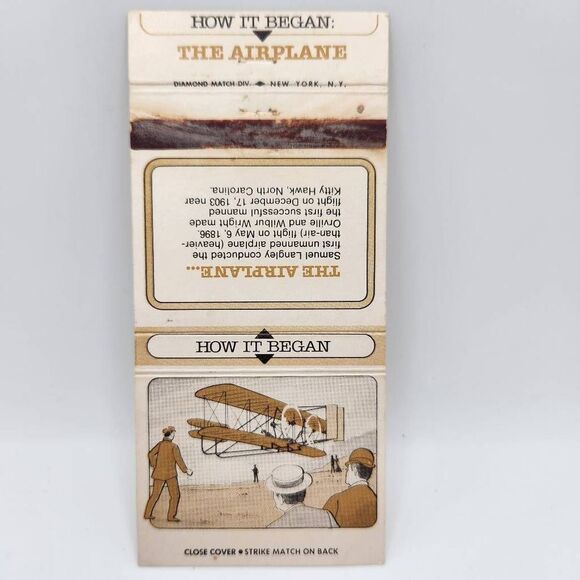 HOW IT BEGAN:
THE AIRPLANE
DIAMOND MATCH DIV. ◆ NEW YORK, N.Y.
THE AIRPLANE...
Samuel Langley conducted the
first unmanned airplane (heavier-
than-air) flight on May 6, 1896.
Orville and Wilbur Wright made
the first successful manned
flight on December 17, 1903 near
Kitty Hawk, North Carolina.
HOW IT BEGAN
CLOSE COVER ● STRIKE MATCH ON BACK